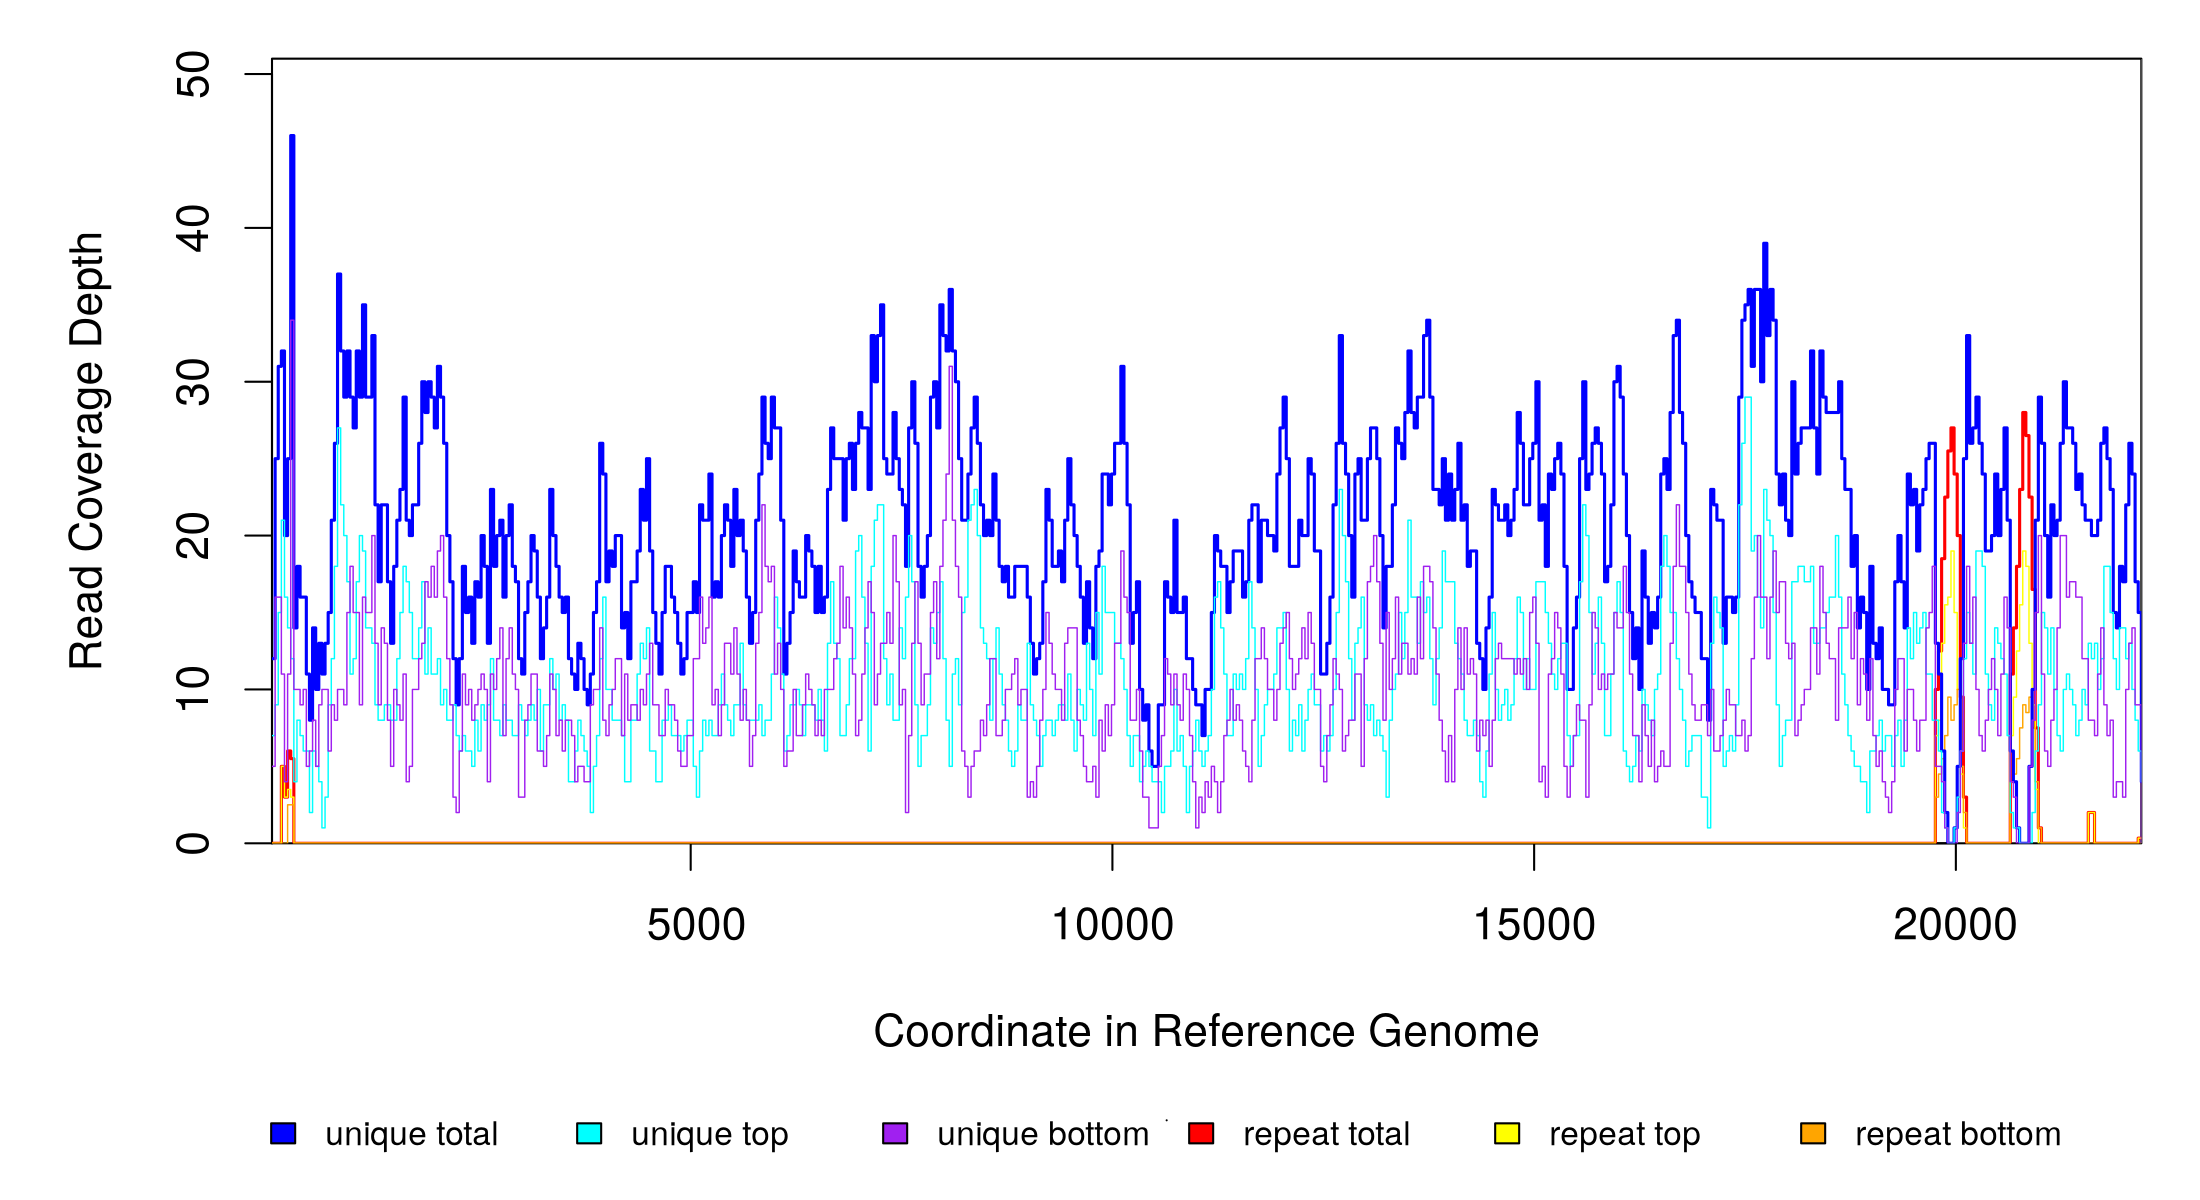 Read Coverage Depth
50
40
30
20
10
0
5000 10000 15000 20000
Coordinate in Reference Genome
unique total unique top unique bottom repeat total repeat top repeat bottom